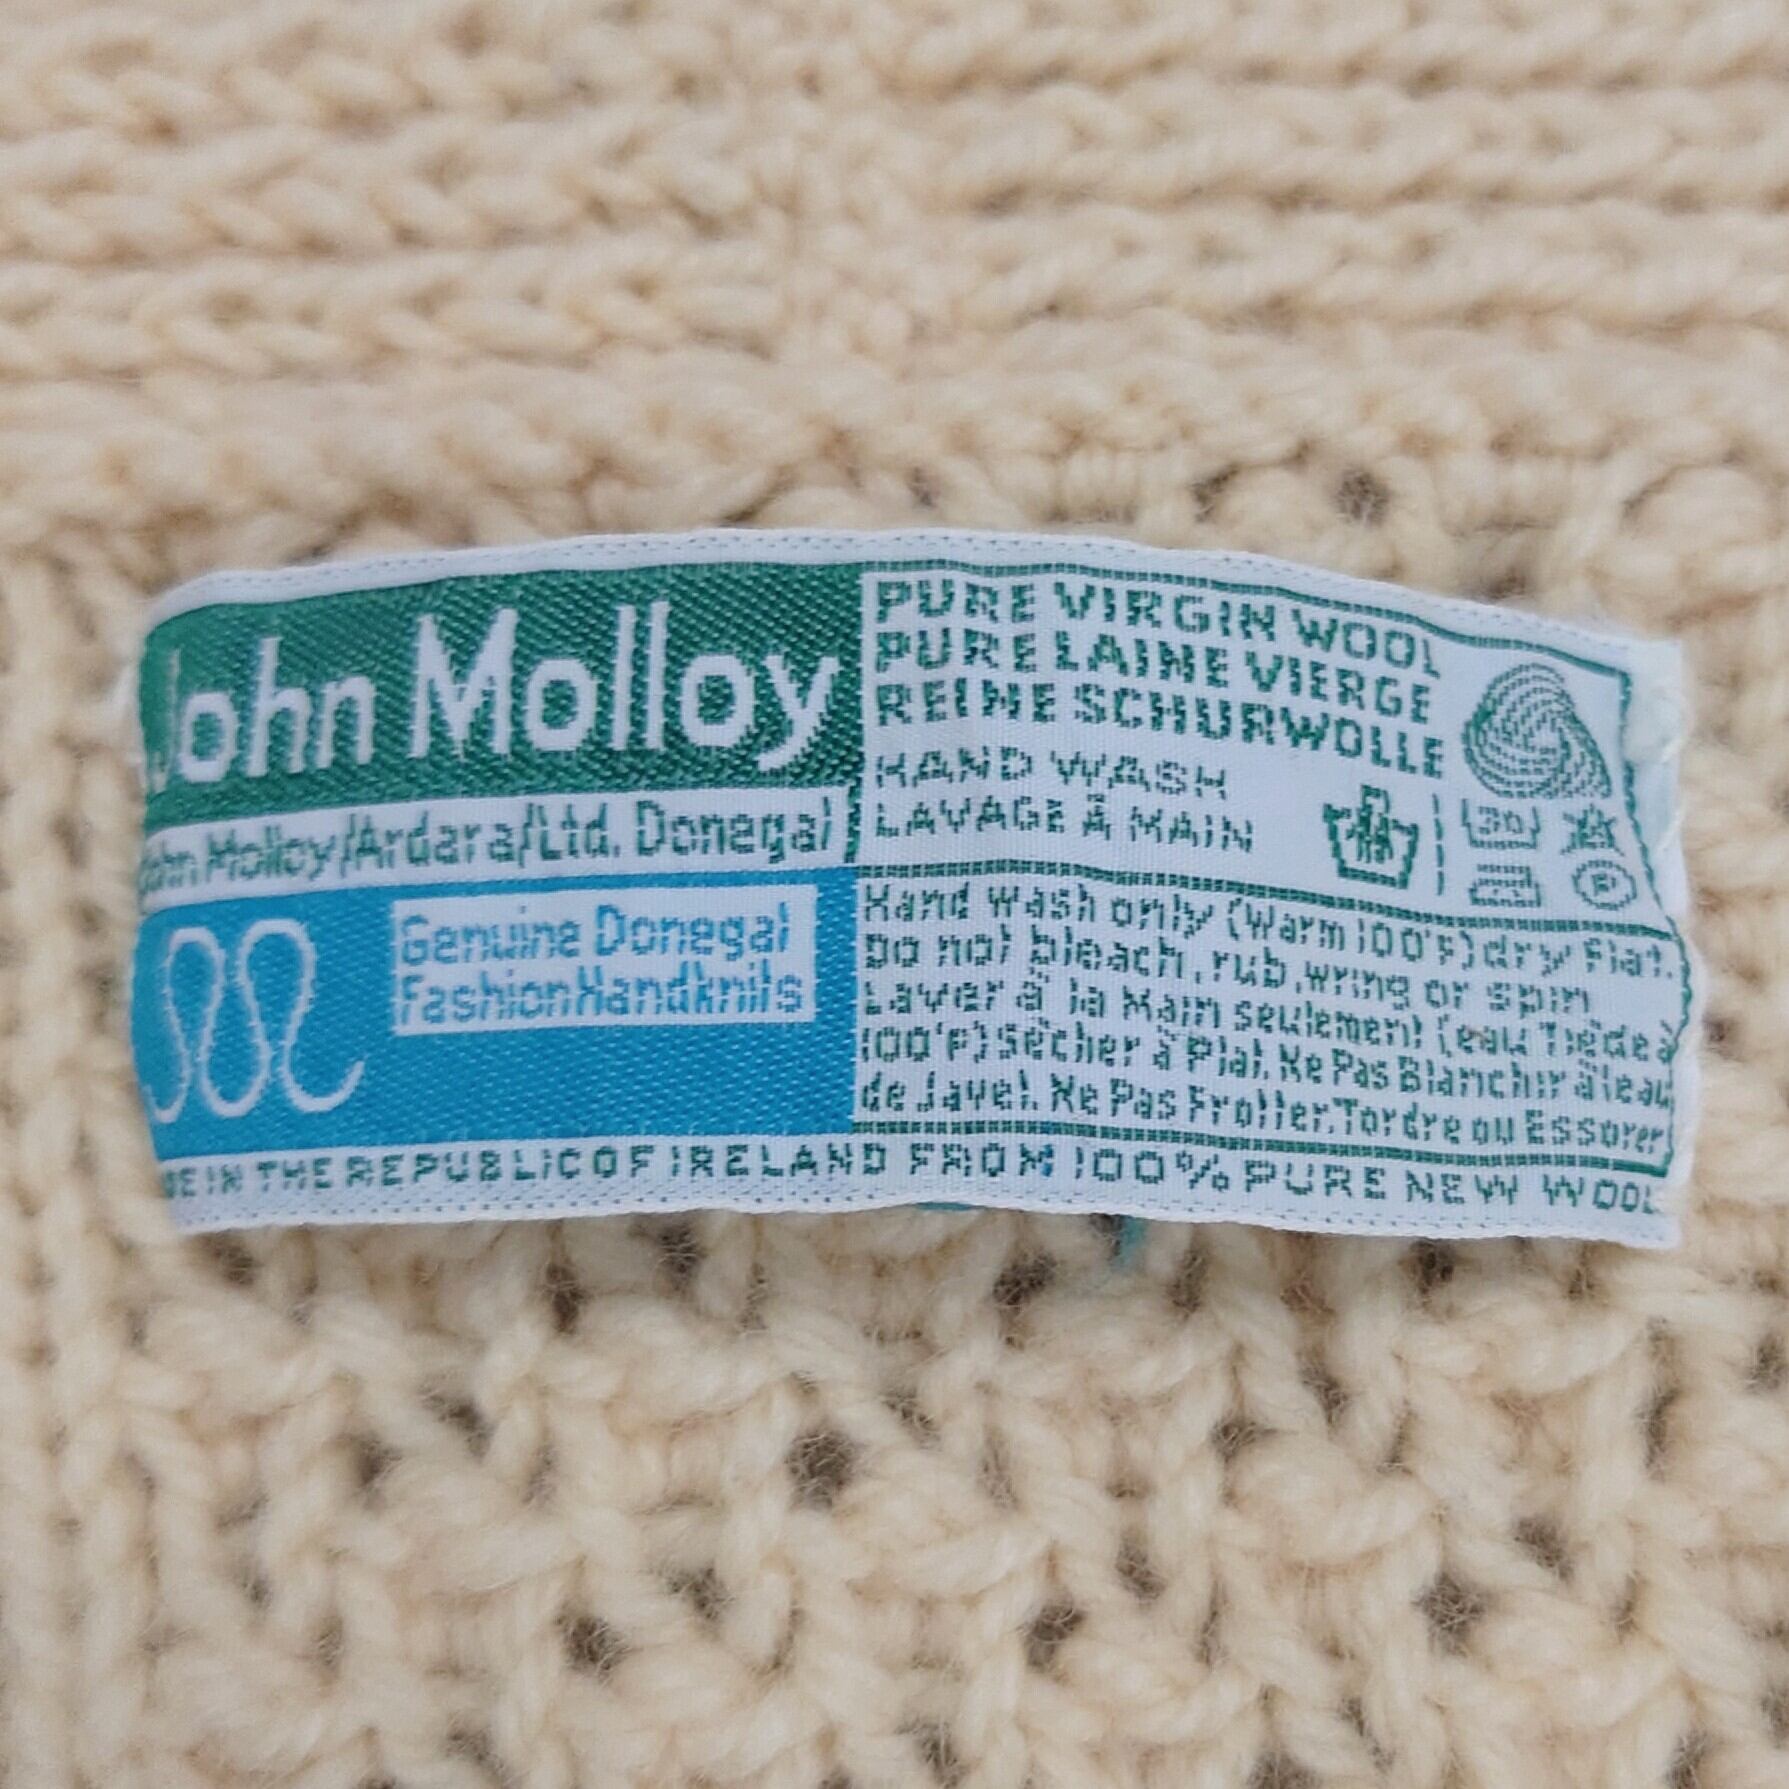 John Molloy
John Molloy/Ardara/Ltd. Donegal
Genuine Donegal
Fashion Handknits
PURE VIRGIN WOOL
PURE LAINE VIERGE
REINE SCHURWOLLE
HAND WASH
LAVAGE À MAIN
30
P
Hand wash only (Warm 100°F) dry Flat.
Do not bleach, rub, wring or spin
Laver à la Main seulement (eau Tiède à
100°F) Sècher à Plat. Ne Pas Blanchir à l'eau
de Javel. Ne Pas Frotter, Tordre ou Essorer
DE IN THE REPUBLIC OF IRELAND FROM 100% PURE NEW WOOL